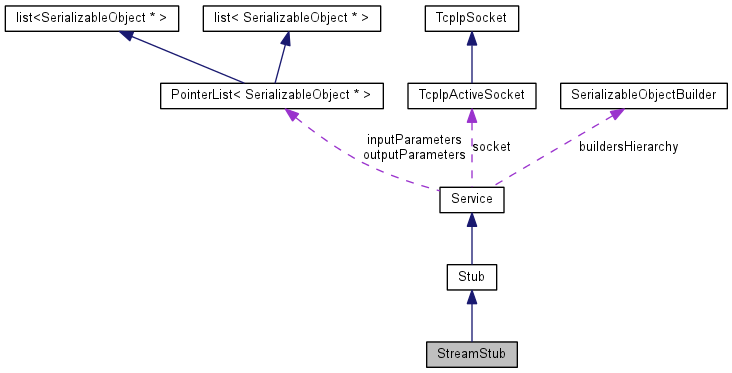 list<SerializableObject * >
list< SerializableObject * >
TcpIpSocket
PointerList< SerializableObject * >
TcpIpActiveSocket
SerializableObjectBuilder
inputParameters
outputParameters
socket
buildersHierarchy
Service
Stub
StreamStub